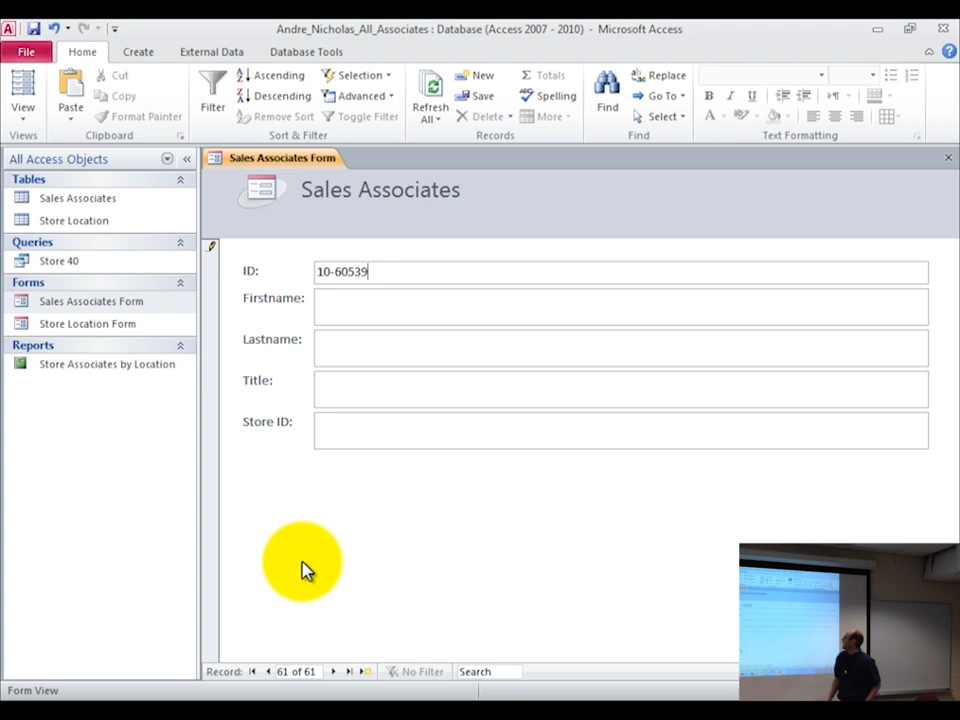 Andre_Nicholas_All_Associates : Database (Access 2007 - 2010) - Microsoft Access
File Home Create External Data Database Tools
View
Views
Paste
Cut
Copy
Format Painter
Clipboard
Filter
Ascending
Descending
Remove Sort
Selection
Advanced
Toggle Filter
Sort & Filter
Refresh
All
New
Save
Delete
Totals
Spelling
More
Records
Find
Replace
Go To
Select
Find
B I U
A
Text Formatting
All Access Objects
Tables
Sales Associates
Store Location
Queries
Store 40
Forms
Sales Associates Form
Store Location Form
Reports
Store Associates by Location
Sales Associates Form
Sales Associates
ID: 10-60539
Firstname:
Lastname:
Title:
Store ID:
Record: 61 of 61 No Filter Search
Form View